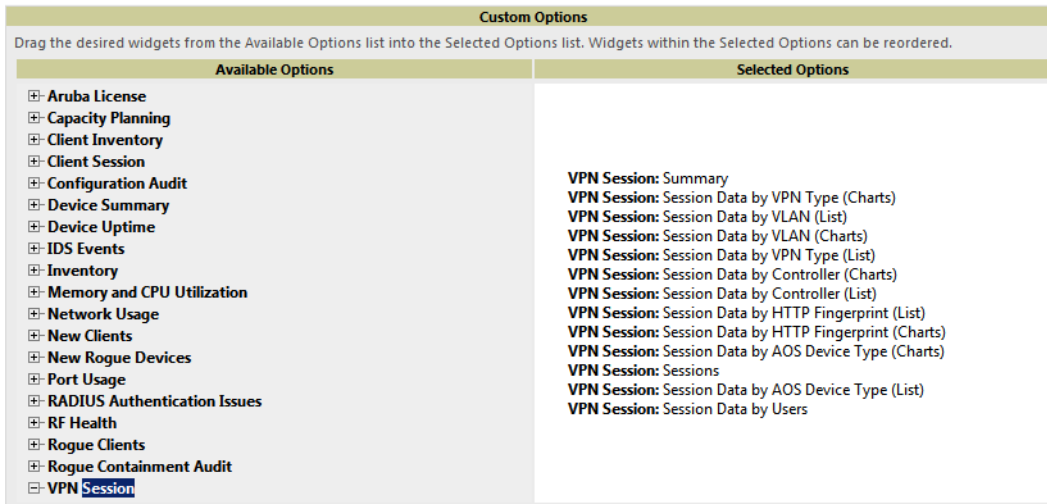 Custom Options
Drag the desired widgets from the Available Options list into the Selected Options list. Widgets within the Selected Options can be reordered.
Available Options
Selected Options
Aruba License
Capacity Planning
Client Inventory
Client Session
Configuration Audit
Device Summary
Device Uptime
IDS Events
Inventory
Memory and CPU Utilization
Network Usage
New Clients
New Rogue Devices
Port Usage
RADIUS Authentication Issues
RF Health
Rogue Clients
Rogue Containment Audit
VPN Session
VPN Session: Summary
VPN Session: Session Data by VPN Type (Charts)
VPN Session: Session Data by VLAN (List)
VPN Session: Session Data by VLAN (Charts)
VPN Session: Session Data by VPN Type (List)
VPN Session: Session Data by Controller (Charts)
VPN Session: Session Data by Controller (List)
VPN Session: Session Data by HTTP Fingerprint (List)
VPN Session: Session Data by HTTP Fingerprint (Charts)
VPN Session: Session Data by AOS Device Type (Charts)
VPN Session: Sessions
VPN Session: Session Data by AOS Device Type (List)
VPN Session: Session Data by Users